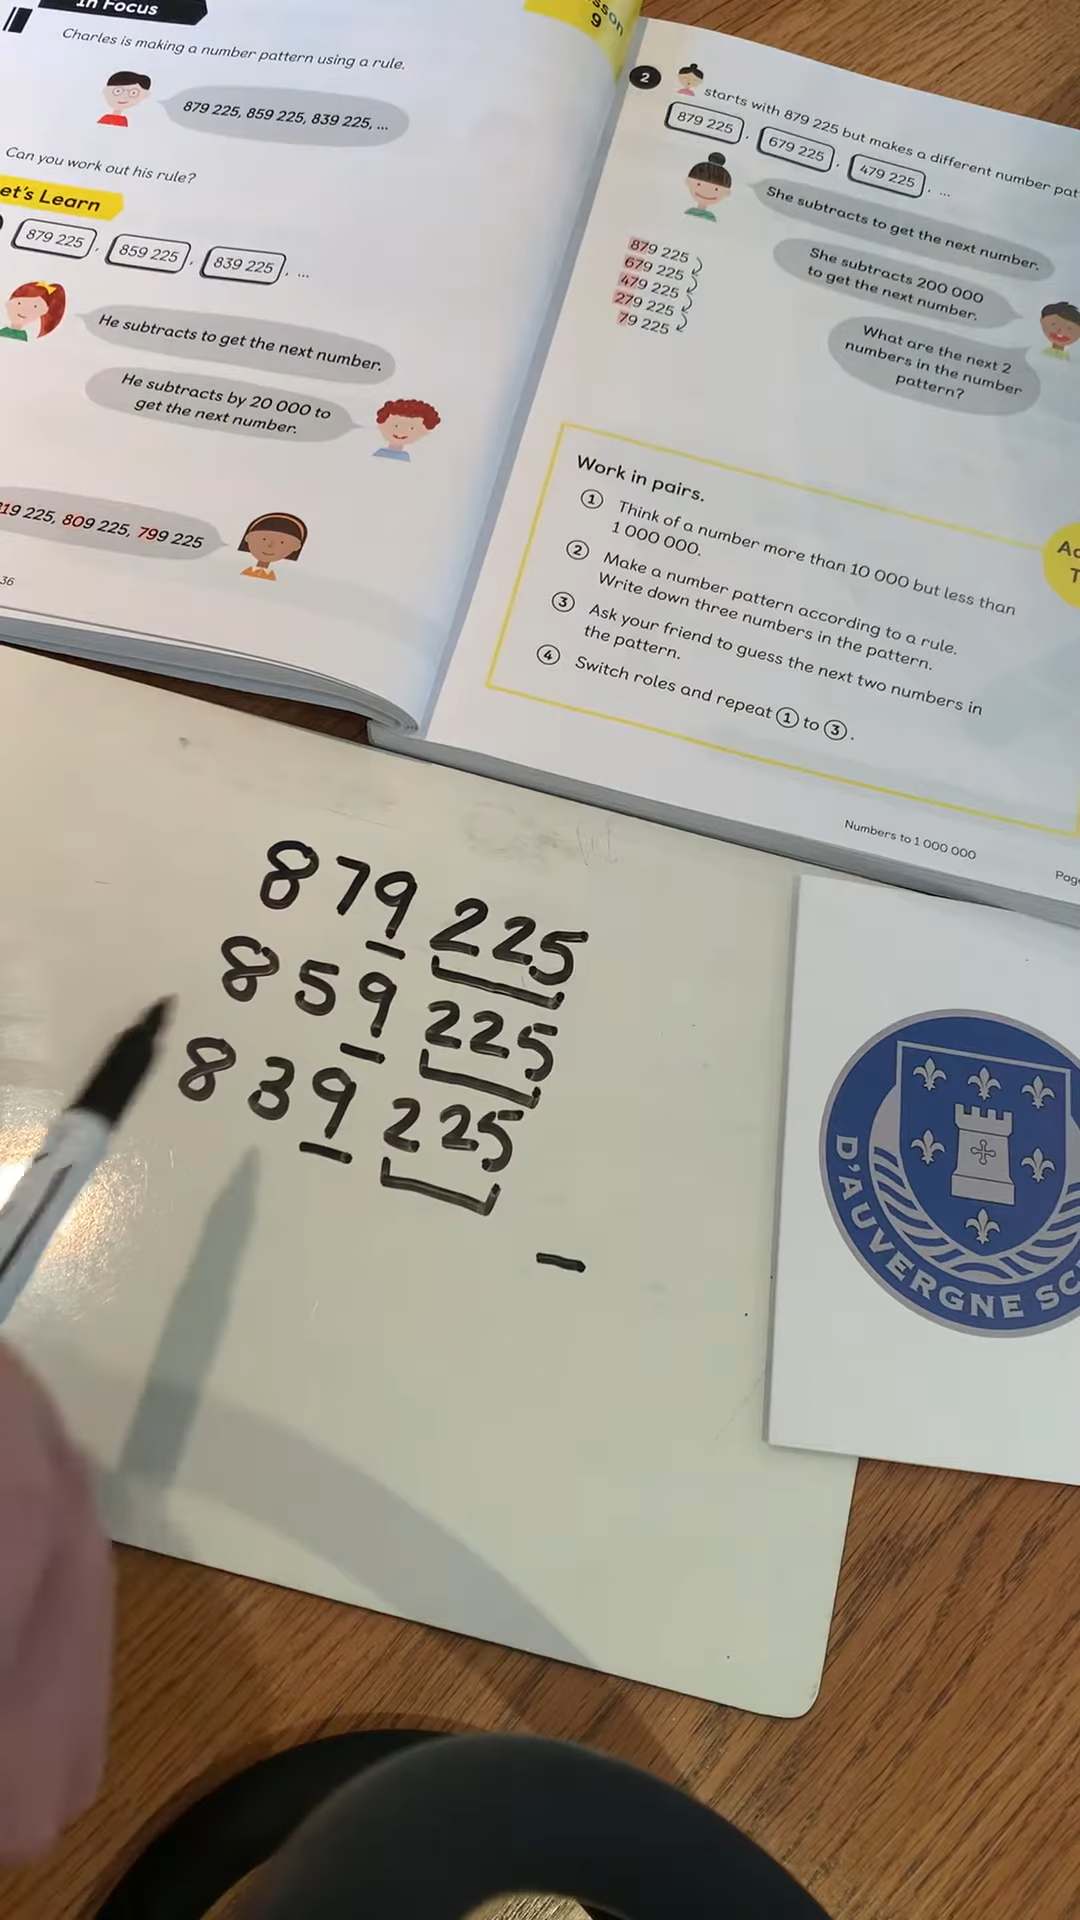 In Focus
Charles is making a number pattern using a rule.
879 225, 859 225, 839 225, ...
Can you work out his rule?
et's Learn
879 225, 859 225, 839 225, ...
He subtracts to get the next number.
He subtracts by 20 000 to
get the next number.
19 225, 809 225, 799 225
36
sson
9
2
starts with 879 225 but makes a different number pat
879 225, 679 225, 479 225, ...
She subtracts to get the next number.
She subtracts 200 000
to get the next number.
What are the next 2
numbers in the number
pattern?
879 225
679 225
479 225
279 225
79 225
Work in pairs.
1 Think of a number more than 10 000 but less than
1 000 000.
2 Make a number pattern according to a rule.
Write down three numbers in the pattern.
3 Ask your friend to guess the next two numbers in
the pattern.
4 Switch roles and repeat 1 to 3.
Ac
T
Numbers to 1 000 000
Page
879 225
859 225
839 225
D'AUVERGNE SC